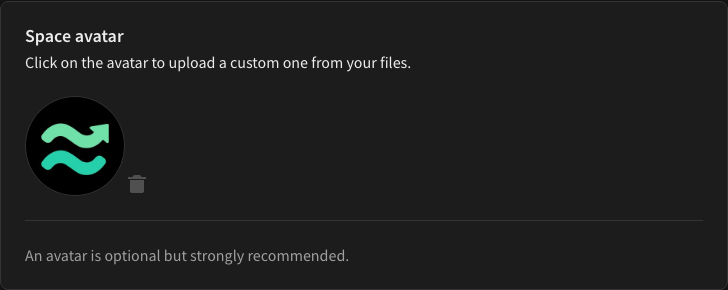 Space avatar
Click on the avatar to upload a custom one from your files.
An avatar is optional but strongly recommended.